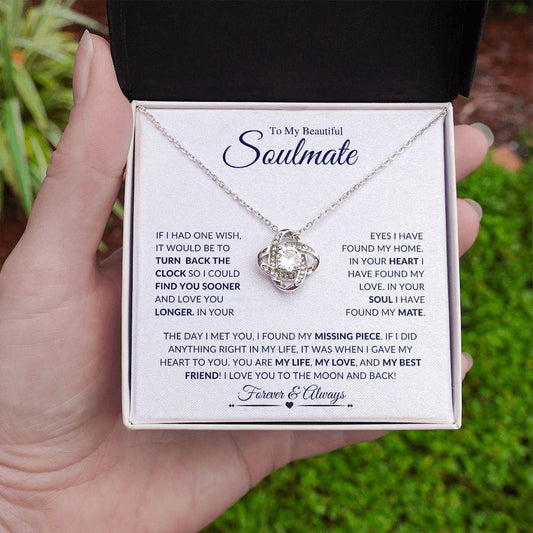 To My Beautiful
Soulmate
IF I HAD ONE WISH,
IT WOULD BE TO
TURN BACK THE
CLOCK SO I COULD
FIND YOU SOONER
AND LOVE YOU
LONGER. IN YOUR
EYES I HAVE
FOUND MY HOME.
IN YOUR HEART I
HAVE FOUND MY
LOVE. IN YOUR
SOUL I HAVE
FOUND MY MATE.
THE DAY I MET YOU, I FOUND MY MISSING PIECE. IF I DID
ANYTHING RIGHT IN MY LIFE, IT WAS WHEN I GAVE MY
HEART TO YOU. YOU ARE MY LIFE, MY LOVE, AND MY BEST
FRIEND! I LOVE YOU TO THE MOON AND BACK!
Forever & Always